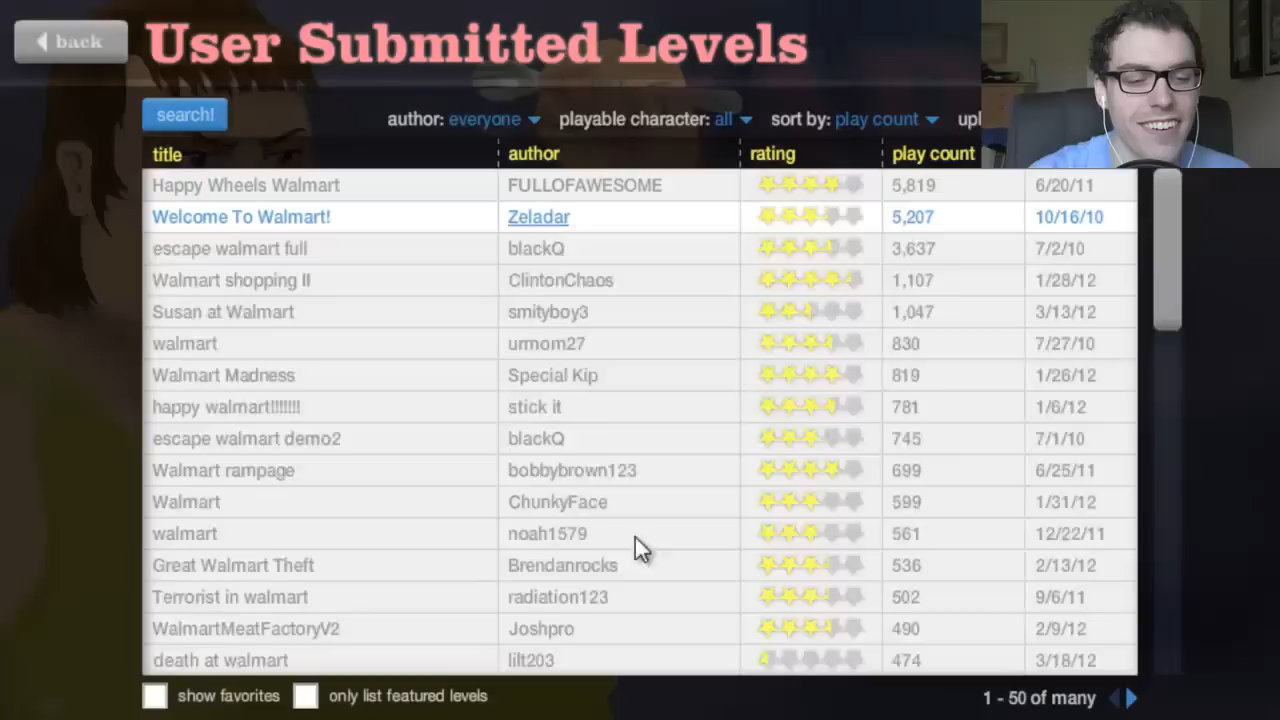 back
User Submitted Levels
search!
author: everyone playable character: all sort by: play count upl
title author rating play count
Happy Wheels Walmart FULLOFAWESOME 5,819 6/20/11
Welcome To Walmart! Zeladar 5,207 10/16/10
escape walmart full blackQ 3,637 7/2/10
Walmart shopping II ClintonChaos 1,107 1/28/12
Susan at Walmart smityboy3 1,047 3/13/12
walmart urmom27 830 7/27/10
Walmart Madness Special Kip 819 1/26/12
happy walmart!!!!!!! stick it 781 1/6/12
escape walmart demo2 blackQ 745 7/1/10
Walmart rampage bobbybrown123 699 6/25/11
Walmart ChunkyFace 599 1/31/12
walmart noah1579 561 12/22/11
Great Walmart Theft Brendanrocks 536 2/13/12
Terrorist in walmart radiation123 502 9/6/11
WalmartMeatFactoryV2 Joshpro 490 2/9/12
death at walmart lilt203 474 3/18/12
show favorites only list featured levels 1 - 50 of many